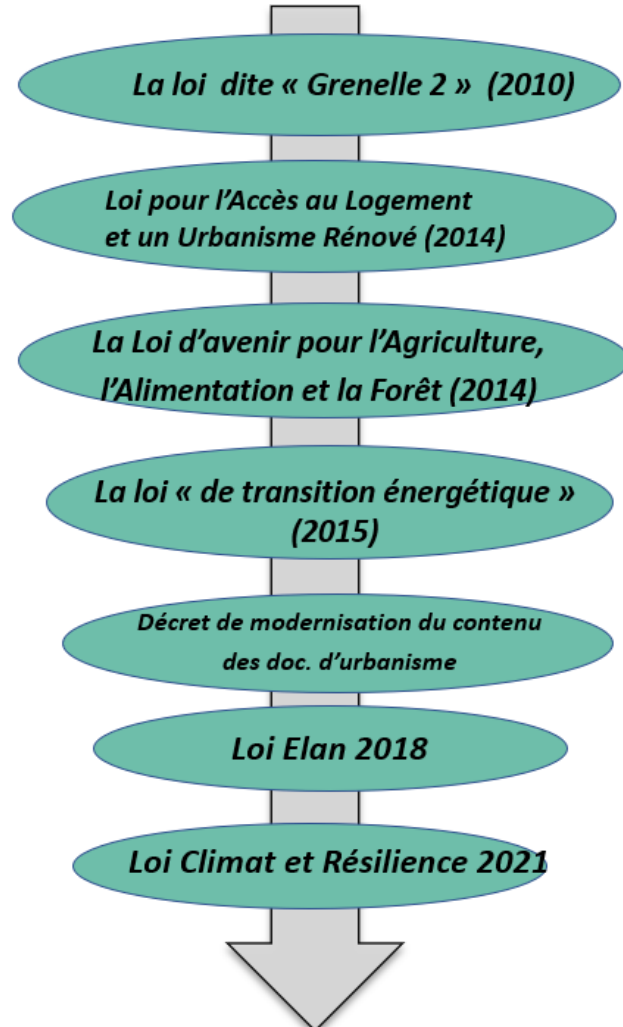 La loi dite « Grenelle 2 » (2010)
Loi pour l'Accès au Logement
et un Urbanisme Rénové (2014)
La Loi d'avenir pour l'Agriculture,
l'Alimentation et la Forêt (2014)
La loi « de transition énergétique »
(2015)
Décret de modernisation du contenu
des doc. d'urbanisme
Loi Elan 2018
Loi Climat et Résilience 2021